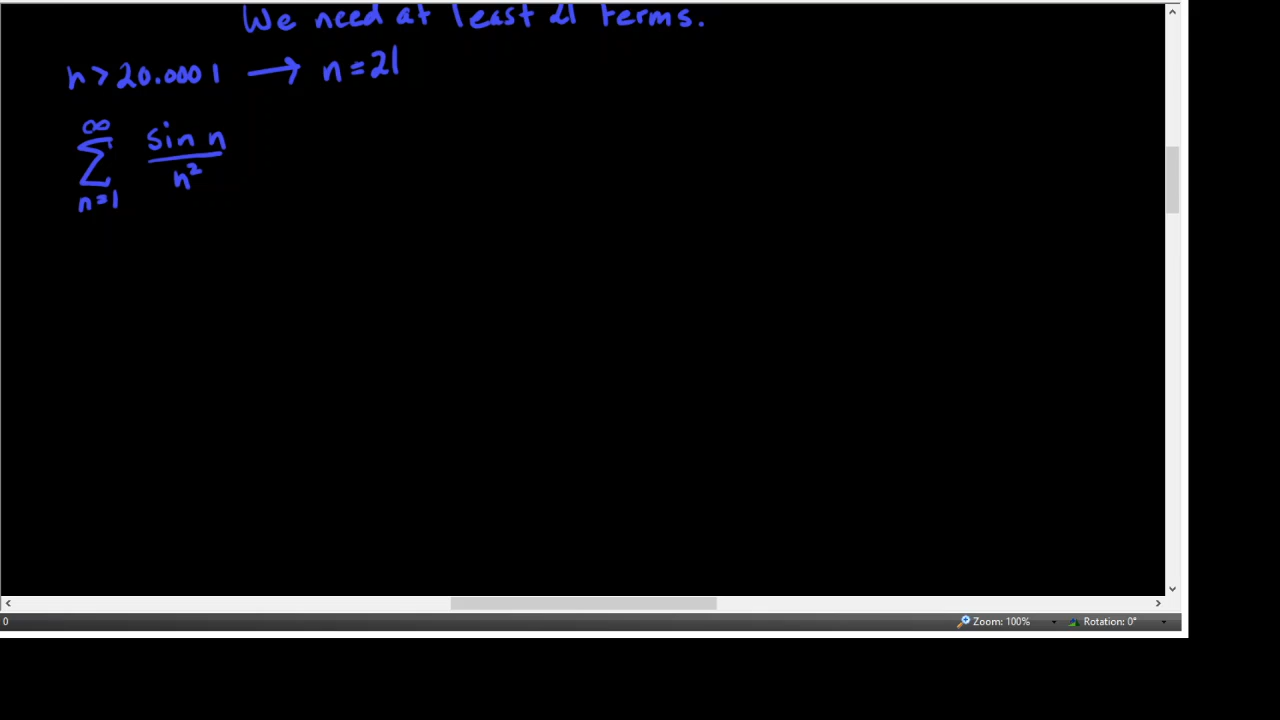 We need at least 21 terms.
n > 20.0001 → n = 21
∞
∑ sin n / n²
n=1
0
Zoom: 100%
Rotation: 0°